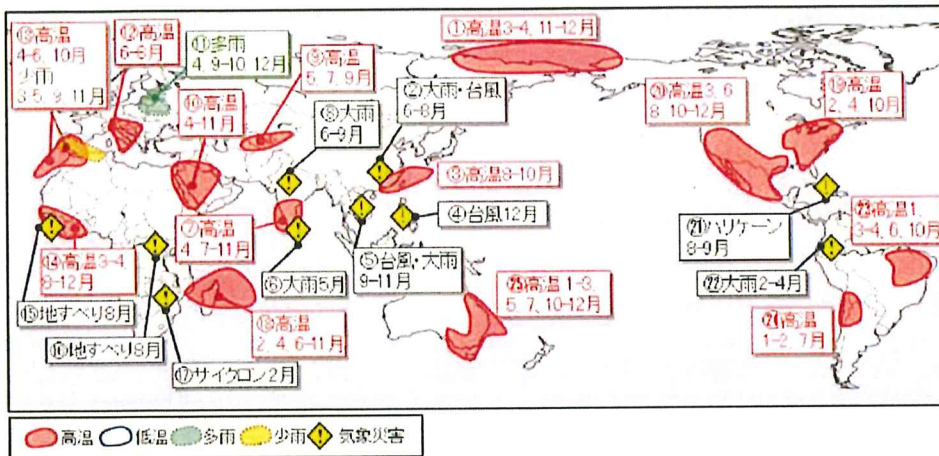 ①高温3-4, 11-12月
⑬高温
4-6, 10月
少雨
3-5, 9, 11月
⑫高温
6-8月
⑪多雨
4, 9-10, 12月
⑨高温
5, 7, 9月
⑩高温
4-11月
⑧大雨
6-9月
②大雨・台風
6-8月
⑳高温3, 6
8, 10-12月
⑲高温
2, 4, 10月
③高温8-10月
④台風12月
⑦高温
4, 7-11月
㉑ハリケーン
8-9月
㉓高温1,
3-4, 6, 10月
⑭高温3-4,
8-12月
⑥大雨5月
⑤台風・大雨
9-11月
㉕高温 1-3,
5, 7, 10-12月
㉒大雨2-4月
⑮地すべり8月
⑯地すべり8月
⑱高温
2, 4, 6-11月
㉔高温
1-2, 7月
⑰サイクロン2月
高温 低温 多雨 少雨 気象災害